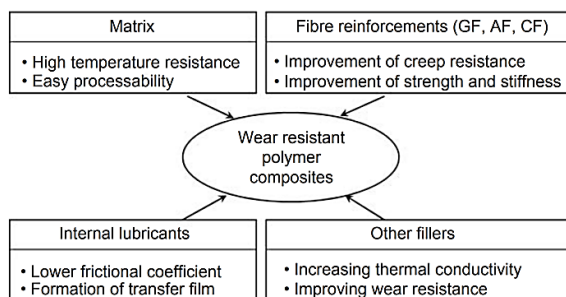 Matrix
• High temperature resistance
• Easy processability
Fibre reinforcements (GF, AF, CF)
• Improvement of creep resistance
• Improvement of strength and stiffness
Wear resistant
polymer
composites
Internal lubricants
• Lower frictional coefficient
• Formation of transfer film
Other fillers
• Increasing thermal conductivity
• Improving wear resistance